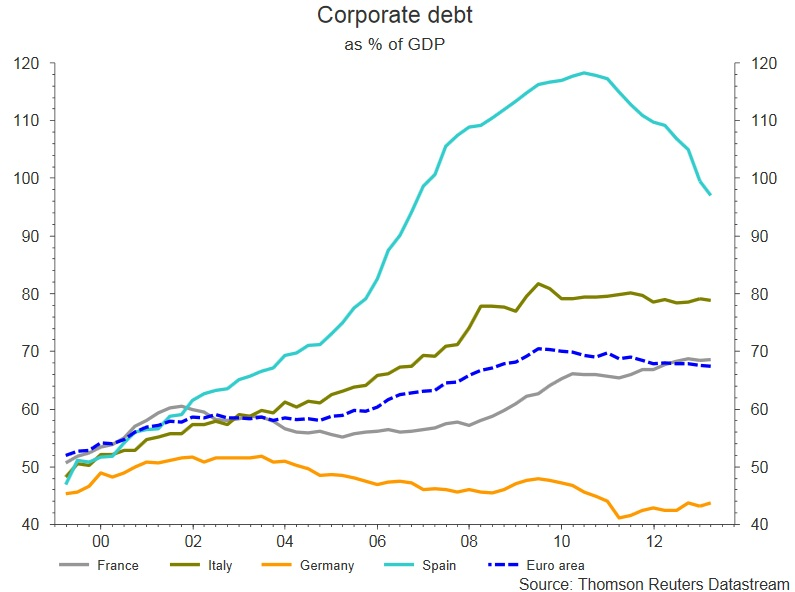 Corporate debt
as % of GDP
120 120
110 110
100 100
90 90
80 80
70 70
60 60
50 50
40 40
00 02 04 06 08 10 12
France Italy Germany Spain Euro area
Source: Thomson Reuters Datastream